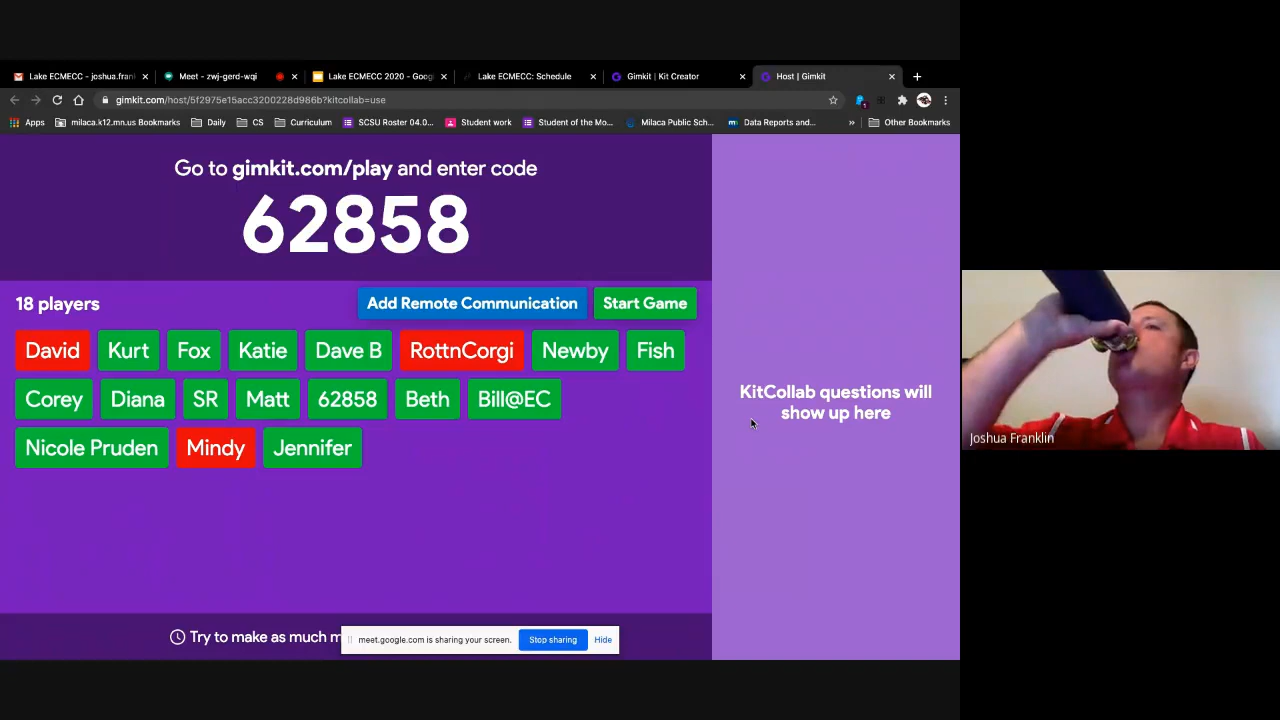 Lake ECMECC - joshua.fran
Meet - zwj-gerd-wqi
Lake ECMECC 2020 - Goog
Lake ECMECC: Schedule
Gimkit | Kit Creator
Host | Gimkit
gimkit.com/host/5f2975e15acc3200228d986b?kitcollab=use
Apps
milaca.k12.mn.us Bookmarks
Daily
CS
Curriculum
SCSU Roster 04.0...
Student work
Student of the Mo...
Milaca Public Sch...
Data Reports and...
»
Other Bookmarks
Go to gimkit.com/play and enter code
62858
18 players
Add Remote Communication
Start Game
David Kurt Fox Katie Dave B RottnCorgi Newby Fish
Corey Diana SR Matt 62858 Beth Bill@EC
Nicole Pruden Mindy Jennifer
KitCollab questions will
show up here
Joshua Franklin
Try to make as much m
meet.google.com is sharing your screen.
Stop sharing
Hide